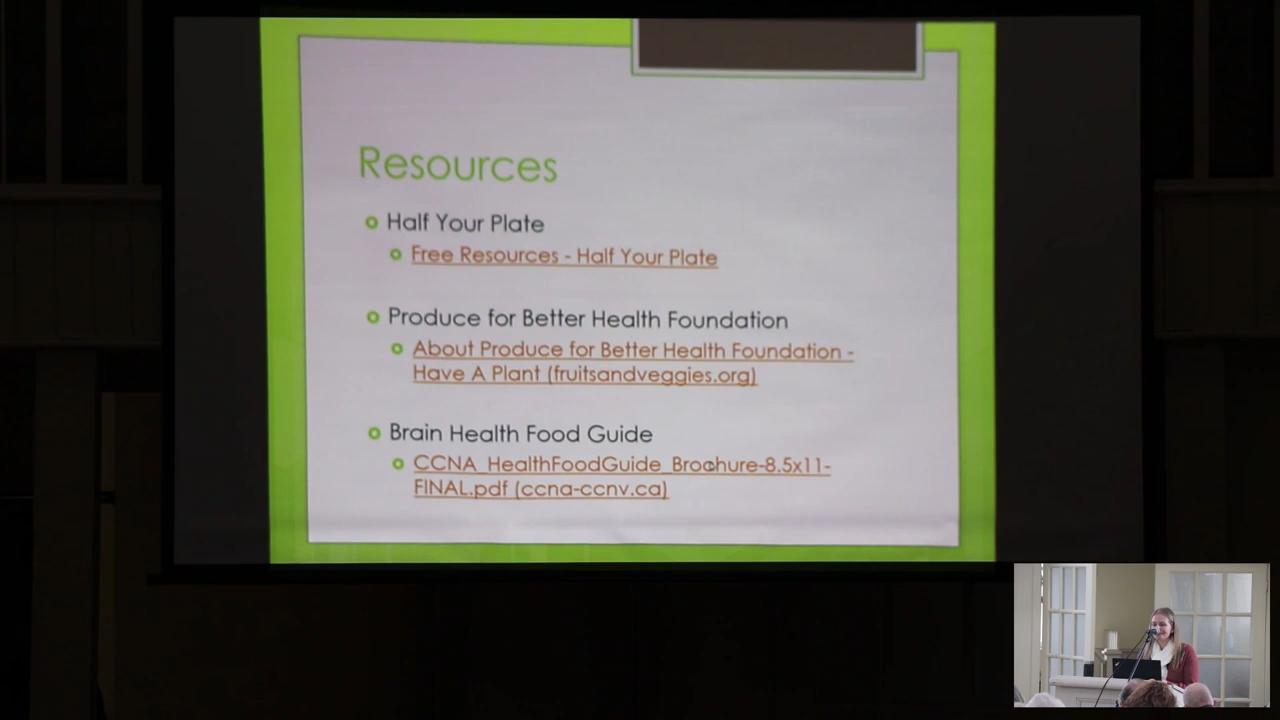 Resources
Half Your Plate
Free Resources - Half Your Plate
Produce for Better Health Foundation
About Produce for Better Health Foundation -
Have A Plant (fruitsandveggies.org)
Brain Health Food Guide
CCNA_HealthFoodGuide_Brochure-8.5x11-
FINAL.pdf (ccna-ccnv.ca)